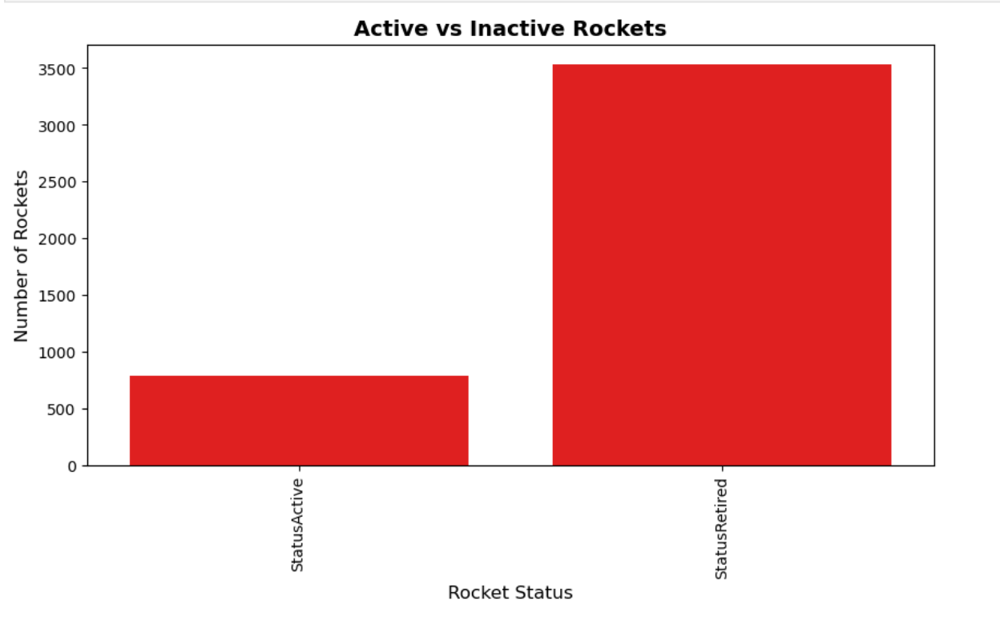 Active vs Inactive Rockets
3500
3000
2500
2000
1500
1000
500
0
Number of Rockets
StatusActive
StatusRetired
Rocket Status